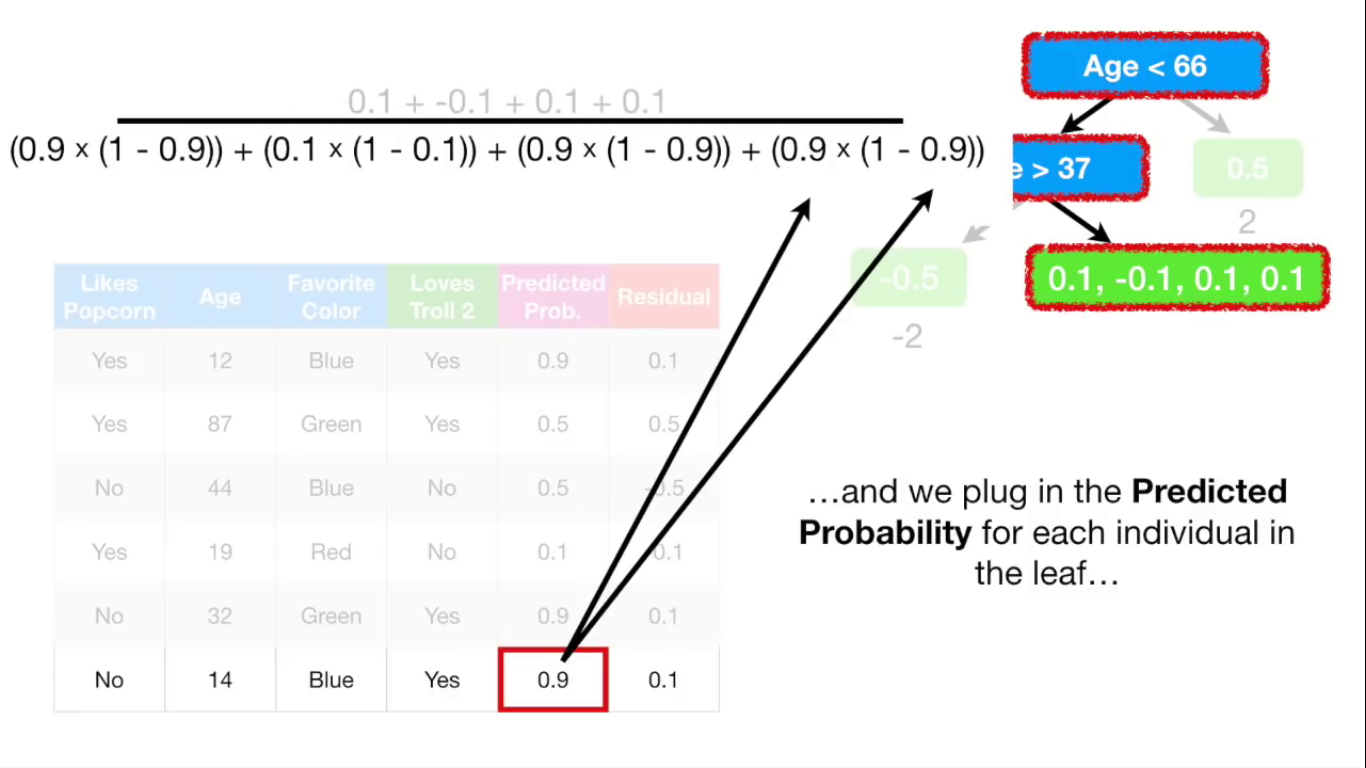 0.1 + -0.1 + 0.1 + 0.1
(0.9 × (1 - 0.9)) + (0.1 × (1 - 0.1)) + (0.9 × (1 - 0.9)) + (0.9 × (1 - 0.9))
Age < 66
e > 37
0.5
2
-0.5
-2
0.1, -0.1, 0.1, 0.1
Likes Popcorn Age Favorite Color Loves Troll 2 Predicted Prob. Residual
Yes 12 Blue Yes 0.9 0.1
Yes 87 Green Yes 0.5 0.5
No 44 Blue No 0.5 -0.5
Yes 19 Red No 0.1 -0.1
No 32 Green Yes 0.9 0.1
No 14 Blue Yes 0.9 0.1
…and we plug in the Predicted
Probability for each individual in
the leaf…